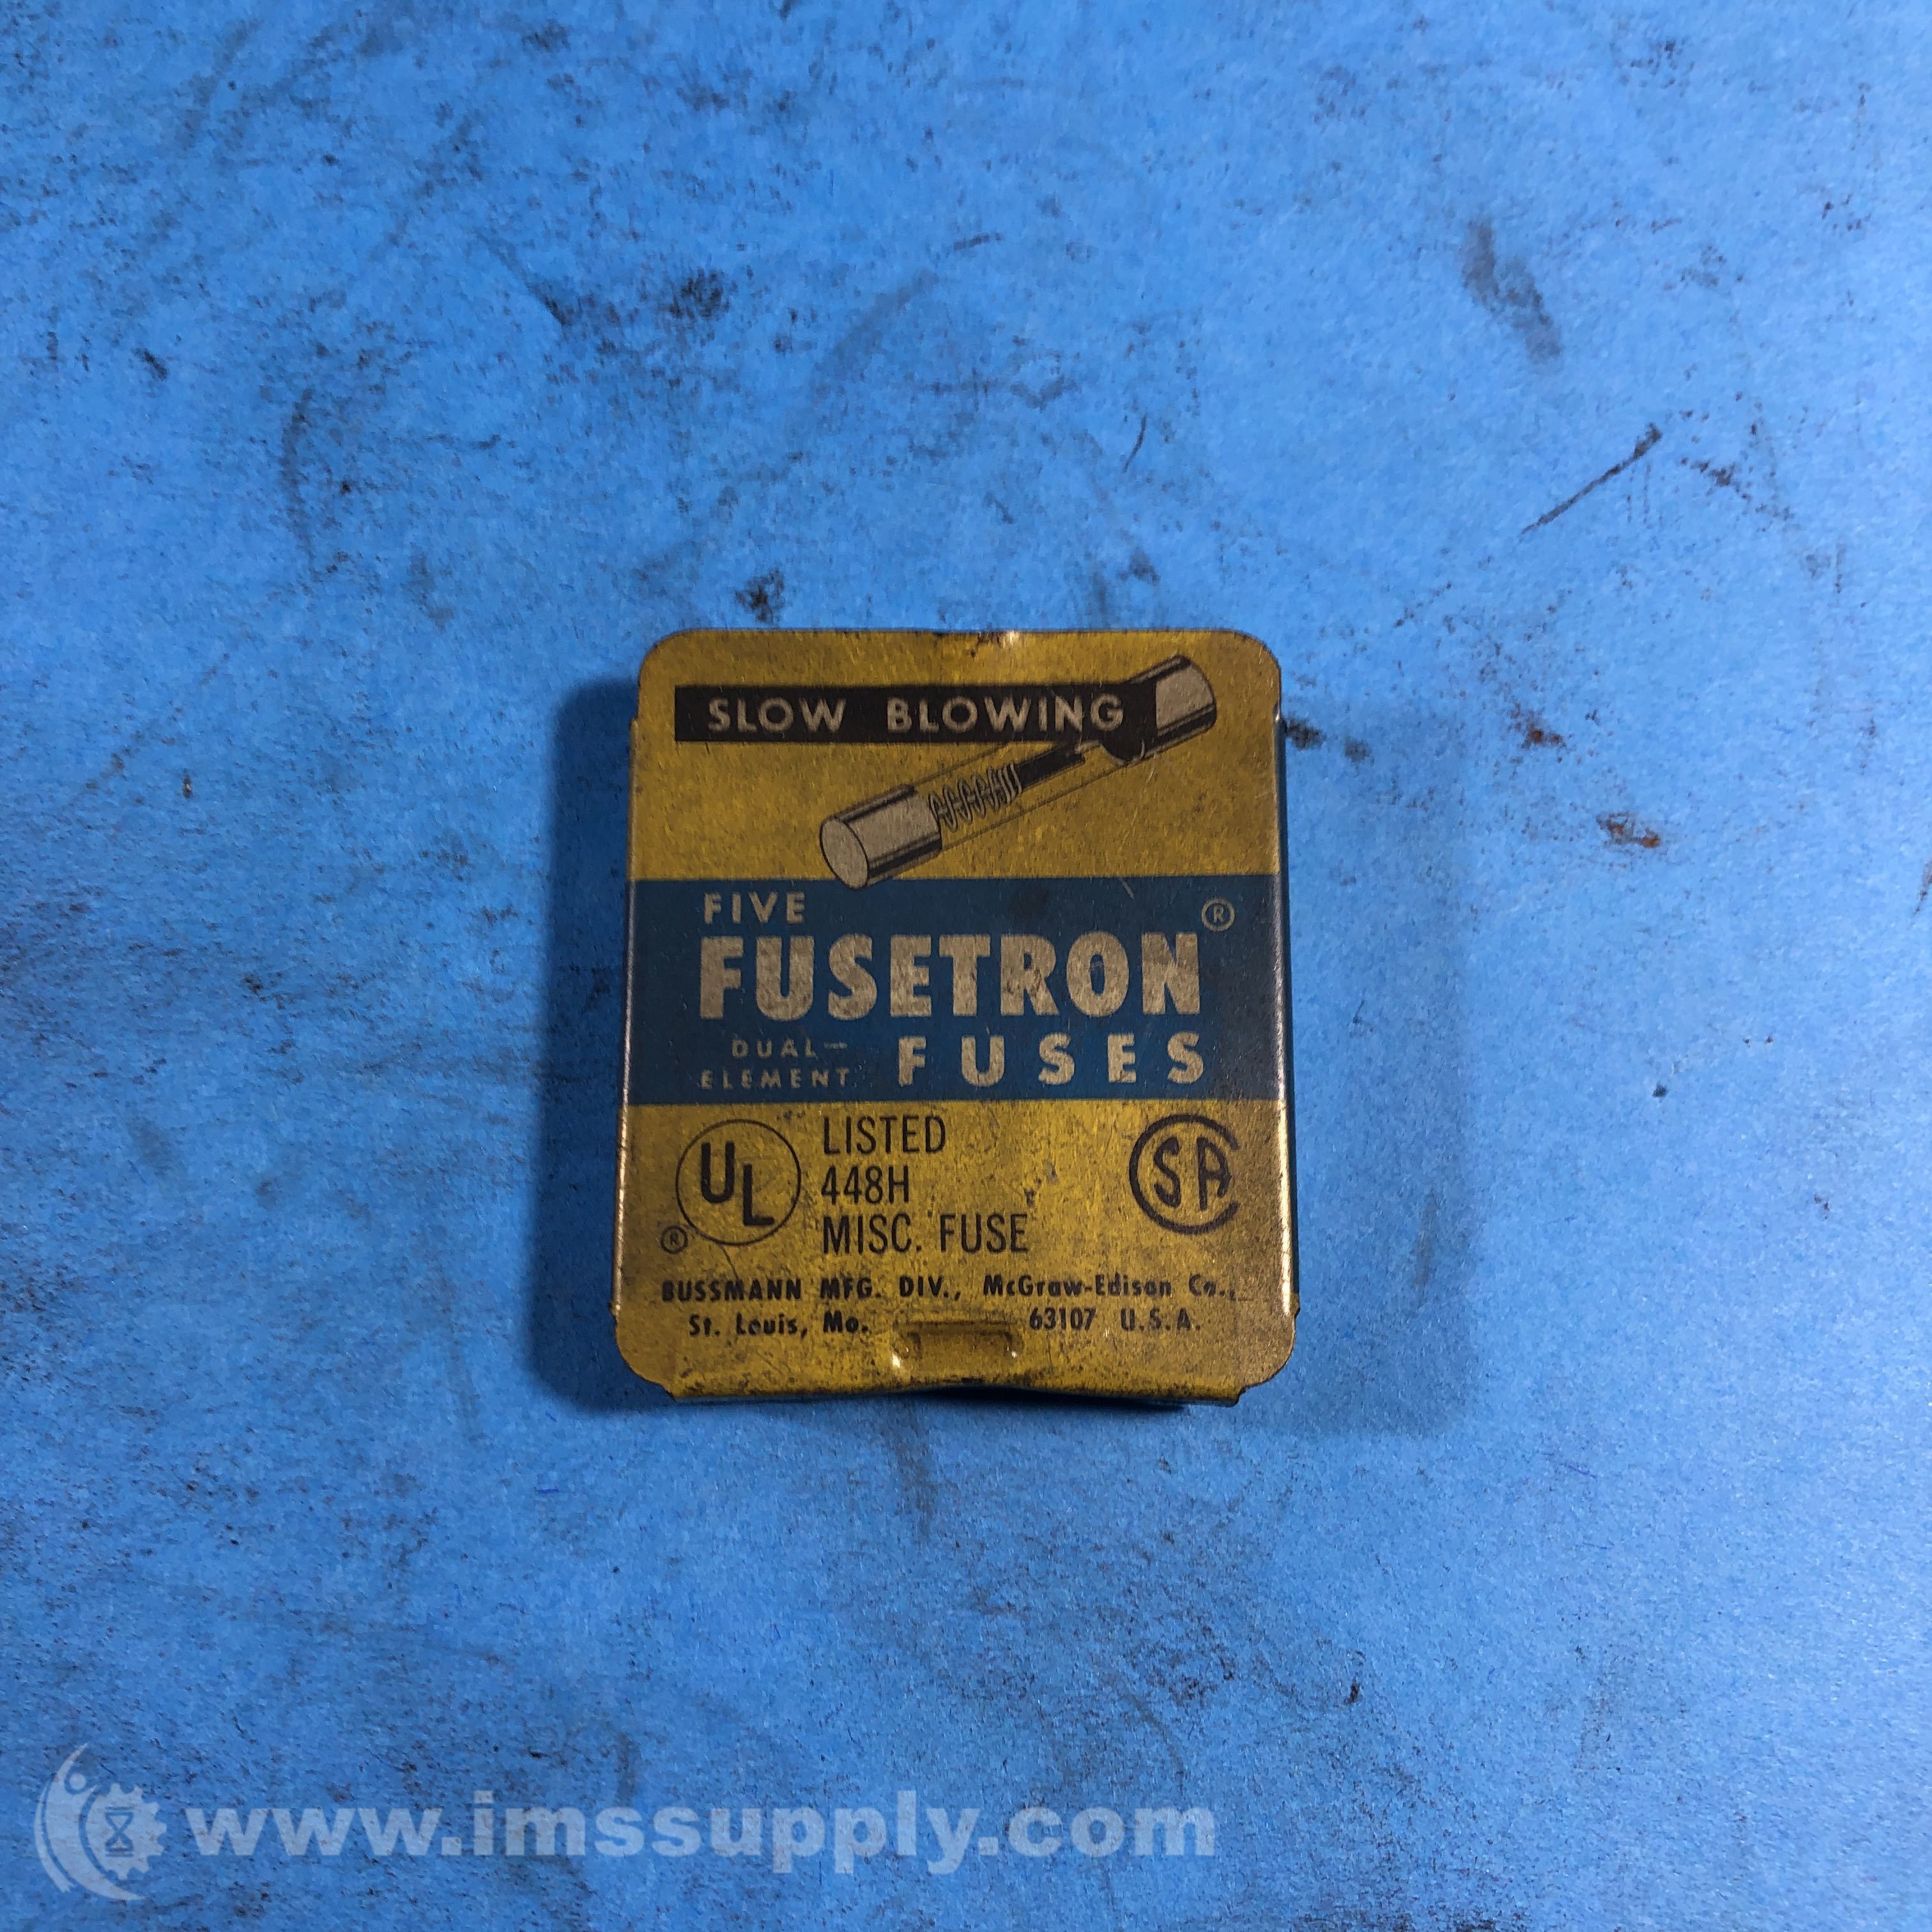 SLOW BLOWING
FIVE
FUSETRON®
DUAL-
ELEMENT
FUSES
UL
®
LISTED
448H
MISC. FUSE
SA
BUSSMANN MFG. DIV., McGraw-Edison Co.,
St. Louis, Mo. 63107 U.S.A.
www.imssupply.com